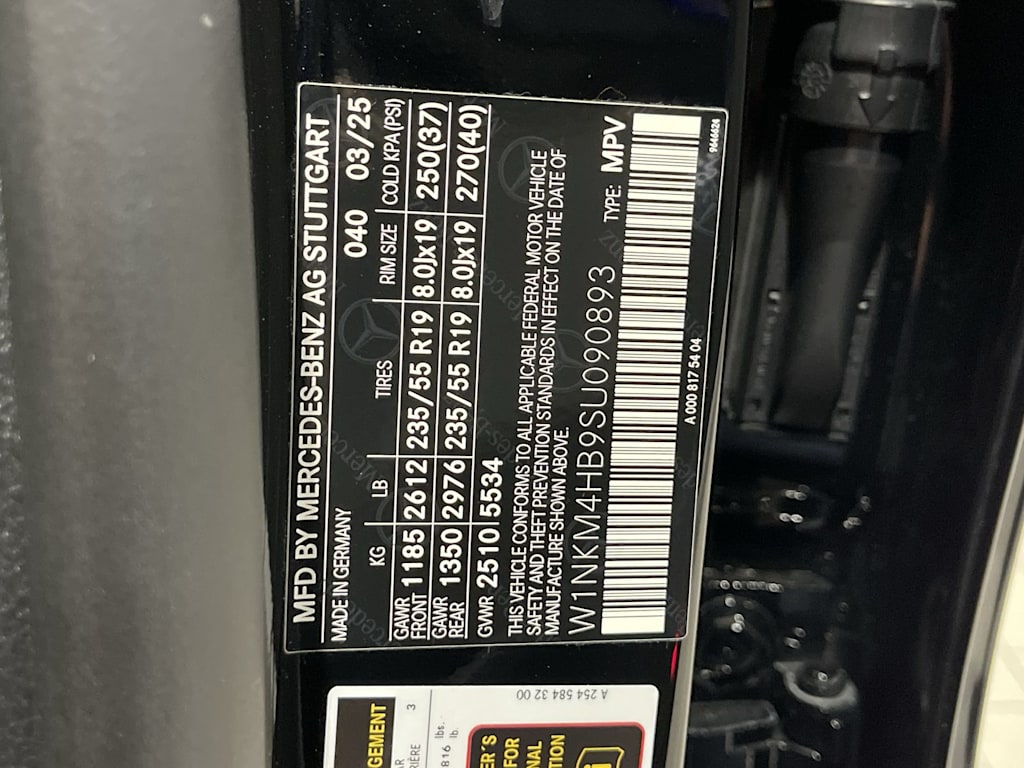 MFD BY MERCEDES-BENZ AG STUTTGART
MADE IN GERMANY 040 03/25
KG LB TIRES RIM SIZE COLD KPA (PSI)
GAWR FRONT 1185 2612 235/55 R19 8.0Jx19 250(37)
GAWR REAR 1350 2976 235/55 R19 8.0Jx19 270(40)
GVWR 2510 5534
THIS VEHICLE CONFORMS TO ALL APPLICABLE FEDERAL MOTOR VEHICLE
SAFETY AND THEFT PREVENTION STANDARDS IN EFFECT ON THE DATE OF
MANUFACTURE SHOWN ABOVE.
W1NKM4HB9SU090893 TYPE: MPV
A 000 817 54 04
A 254 584 32 00
3
816 lb.
lbs.